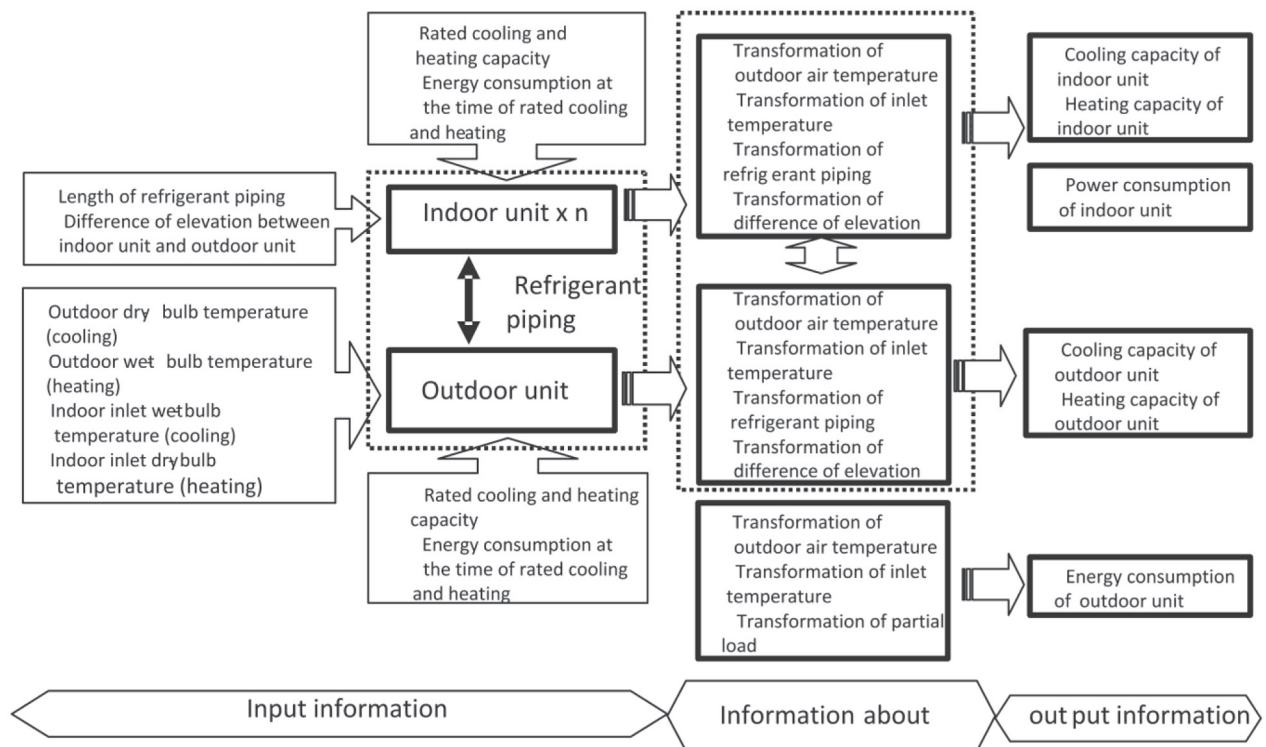 Rated cooling and
heating capacity
Energy consumption at
the time of rated cooling
and heating
Length of refrigerant piping
Difference of elevation between
indoor unit and outdoor unit
Outdoor dry bulb temperature
(cooling)
Outdoor wet bulb temperature
(heating)
Indoor inlet wet bulb
temperature (cooling)
Indoor inlet dry bulb
temperature (heating)
Indoor unit x n
Refrigerant
piping
Outdoor unit
Rated cooling and heating
capacity
Energy consumption at
the time of rated cooling
and heating
Transformation of
outdoor air temperature
Transformation of inlet
temperature
Transformation of
refrig erant piping
Transformation of
difference of elevation
Transformation of
outdoor air temperature
Transformation of inlet
temperature
Transformation of
refrigerant piping
Transformation of
difference of elevation
Transformation of
outdoor air temperature
Transformation of inlet
temperature
Transformation of partial
load
Cooling capacity of
indoor unit
Heating capacity of
indoor unit
Power consumption
of indoor unit
Cooling capacity of
outdoor unit
Heating capacity of
outdoor unit
Energy consumption
of outdoor unit
Input information
Information about
out put information